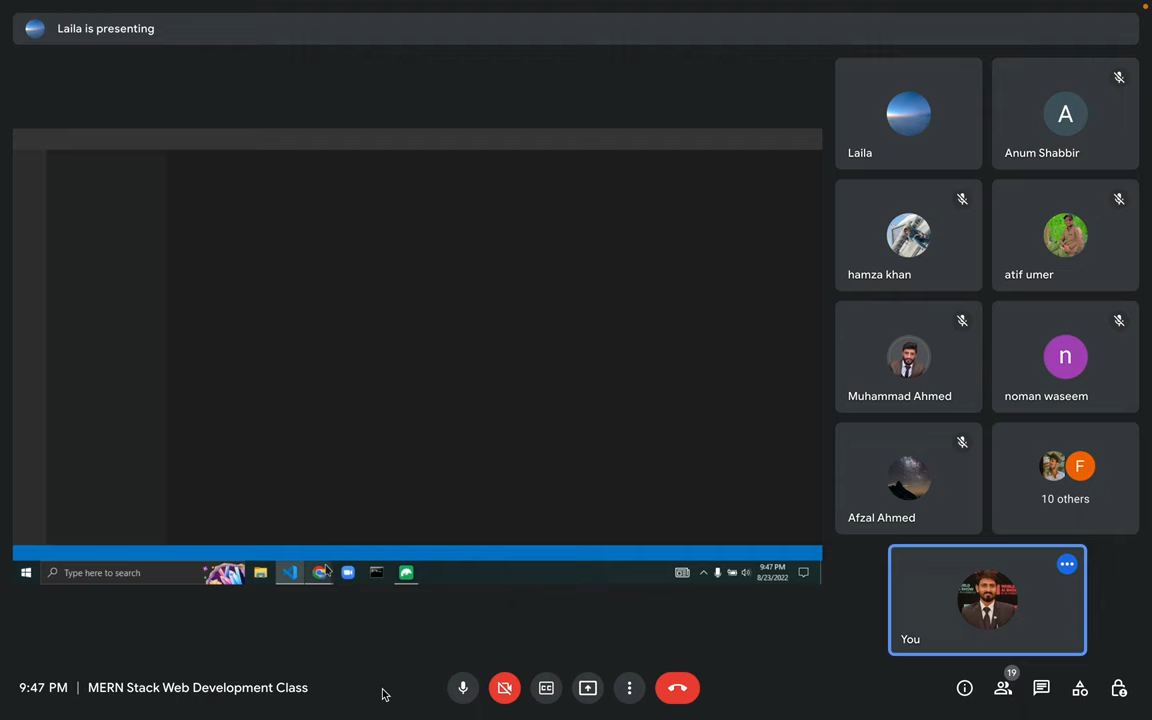 Laila is presenting
Laila
A
Anum Shabbir
hamza khan
atif umer
Muhammad Ahmed
n
noman waseem
Afzal Ahmed
F
10 others
You
Type here to search
9:47 PM
8/23/2022
9:47 PM | MERN Stack Web Development Class
CC
19